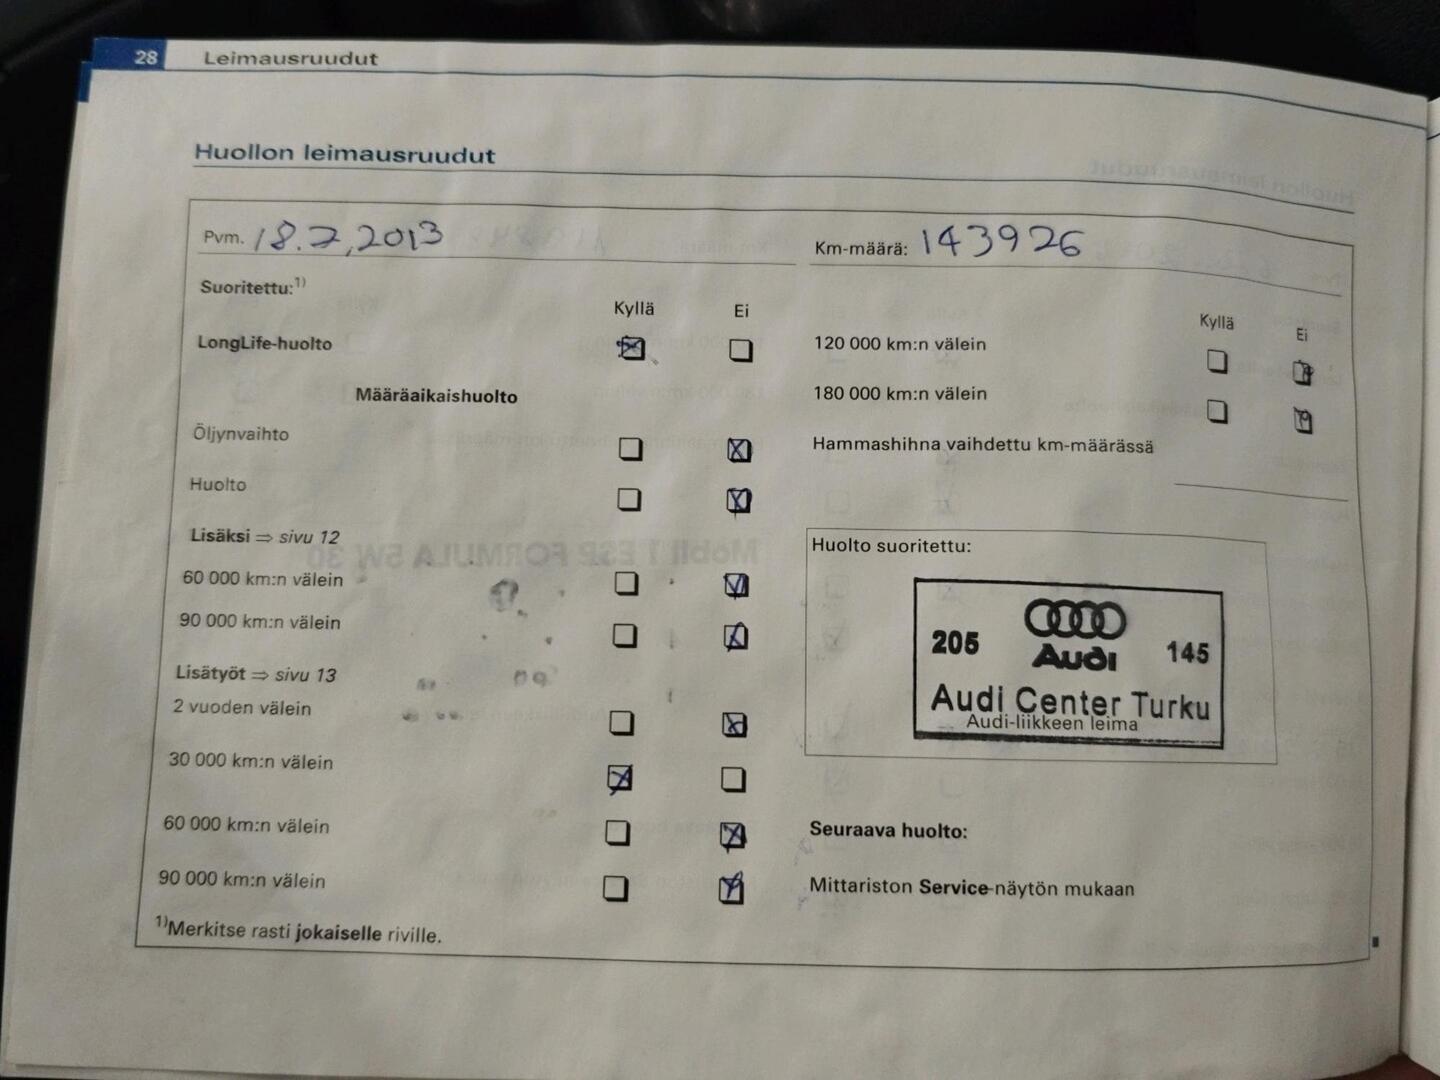 28 Leimausruudut
Huollon leimausruudut
Pvm. 18.7,2013
Km-määrä: 143926
Suoritettu:1)
Kyllä Ei
LongLife-huolto
Määräaikaishuolto
Öljynvaihto
Huolto
Lisäksi ⇒ sivu 12
60 000 km:n välein
90 000 km:n välein
Lisätyöt ⇒ sivu 13
2 vuoden välein
30 000 km:n välein
60 000 km:n välein
90 000 km:n välein
1)Merkitse rasti jokaiselle riville.
Kyllä Ei
120 000 km:n välein
180 000 km:n välein
Hammashihna vaihdettu km-määrässä
Huolto suoritettu:
205 Audi 145
Audi Center Turku
Audi-liikkeen leima
Seuraava huolto:
Mittariston Service-näytön mukaan